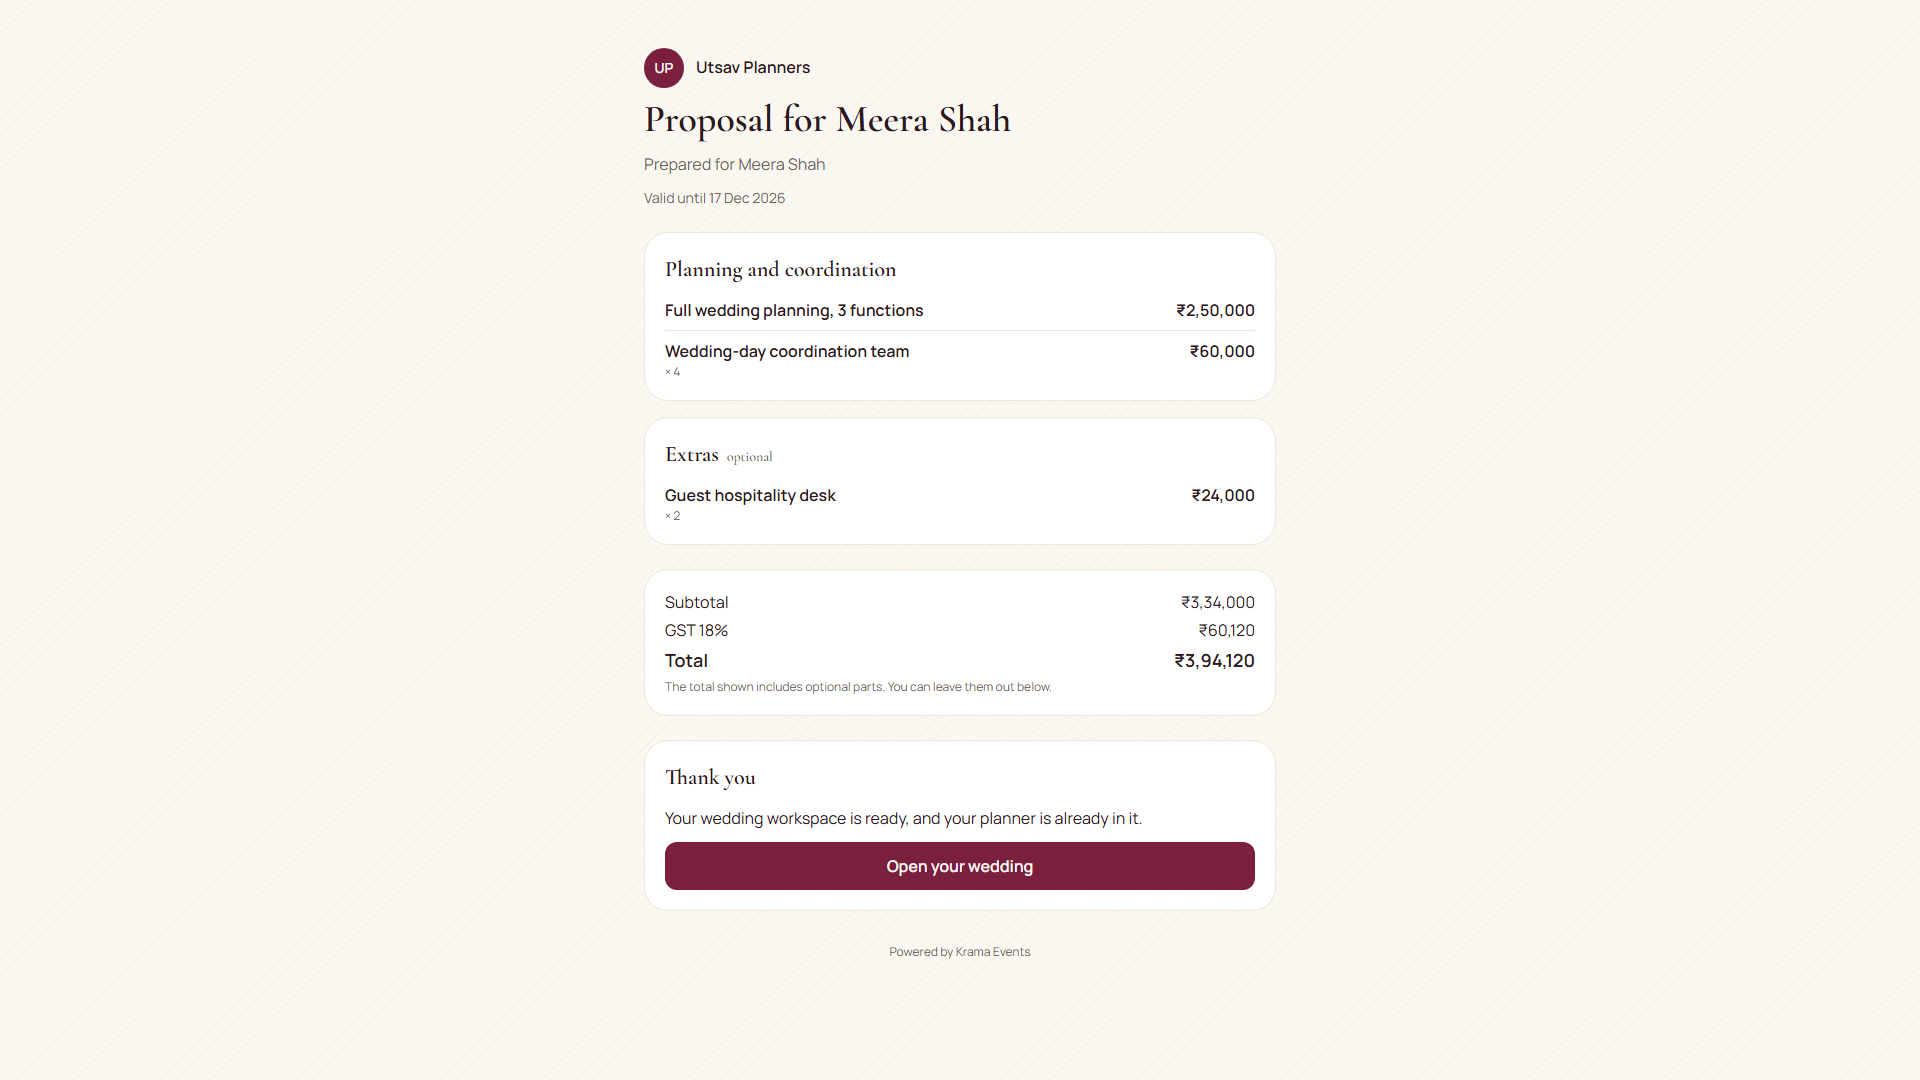 UP
Utsav Planners
Proposal for Meera Shah
Prepared for Meera Shah
Valid until 17 Dec 2026
Planning and coordination
Full wedding planning, 3 functions ₹2,50,000
Wedding-day coordination team ₹60,000
× 4
Extras optional
Guest hospitality desk ₹24,000
× 2
Subtotal ₹3,34,000
GST 18% ₹60,120
Total ₹3,94,120
The total shown includes optional parts. You can leave them out below.
Thank you
Your wedding workspace is ready, and your planner is already in it.
Open your wedding
Powered by Krama Events